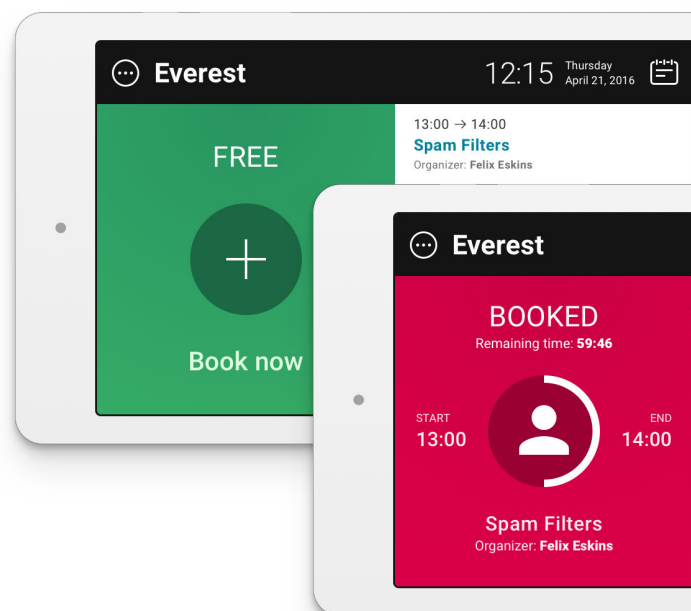 Everest
12:15
Thursday
April 21, 2016
FREE
Book now
13:00 → 14:00
Spam Filters
Organizer: Felix Eskins
Everest
BOOKED
Remaining time: 59:46
START
13:00
END
14:00
Spam Filters
Organizer: Felix Eskins